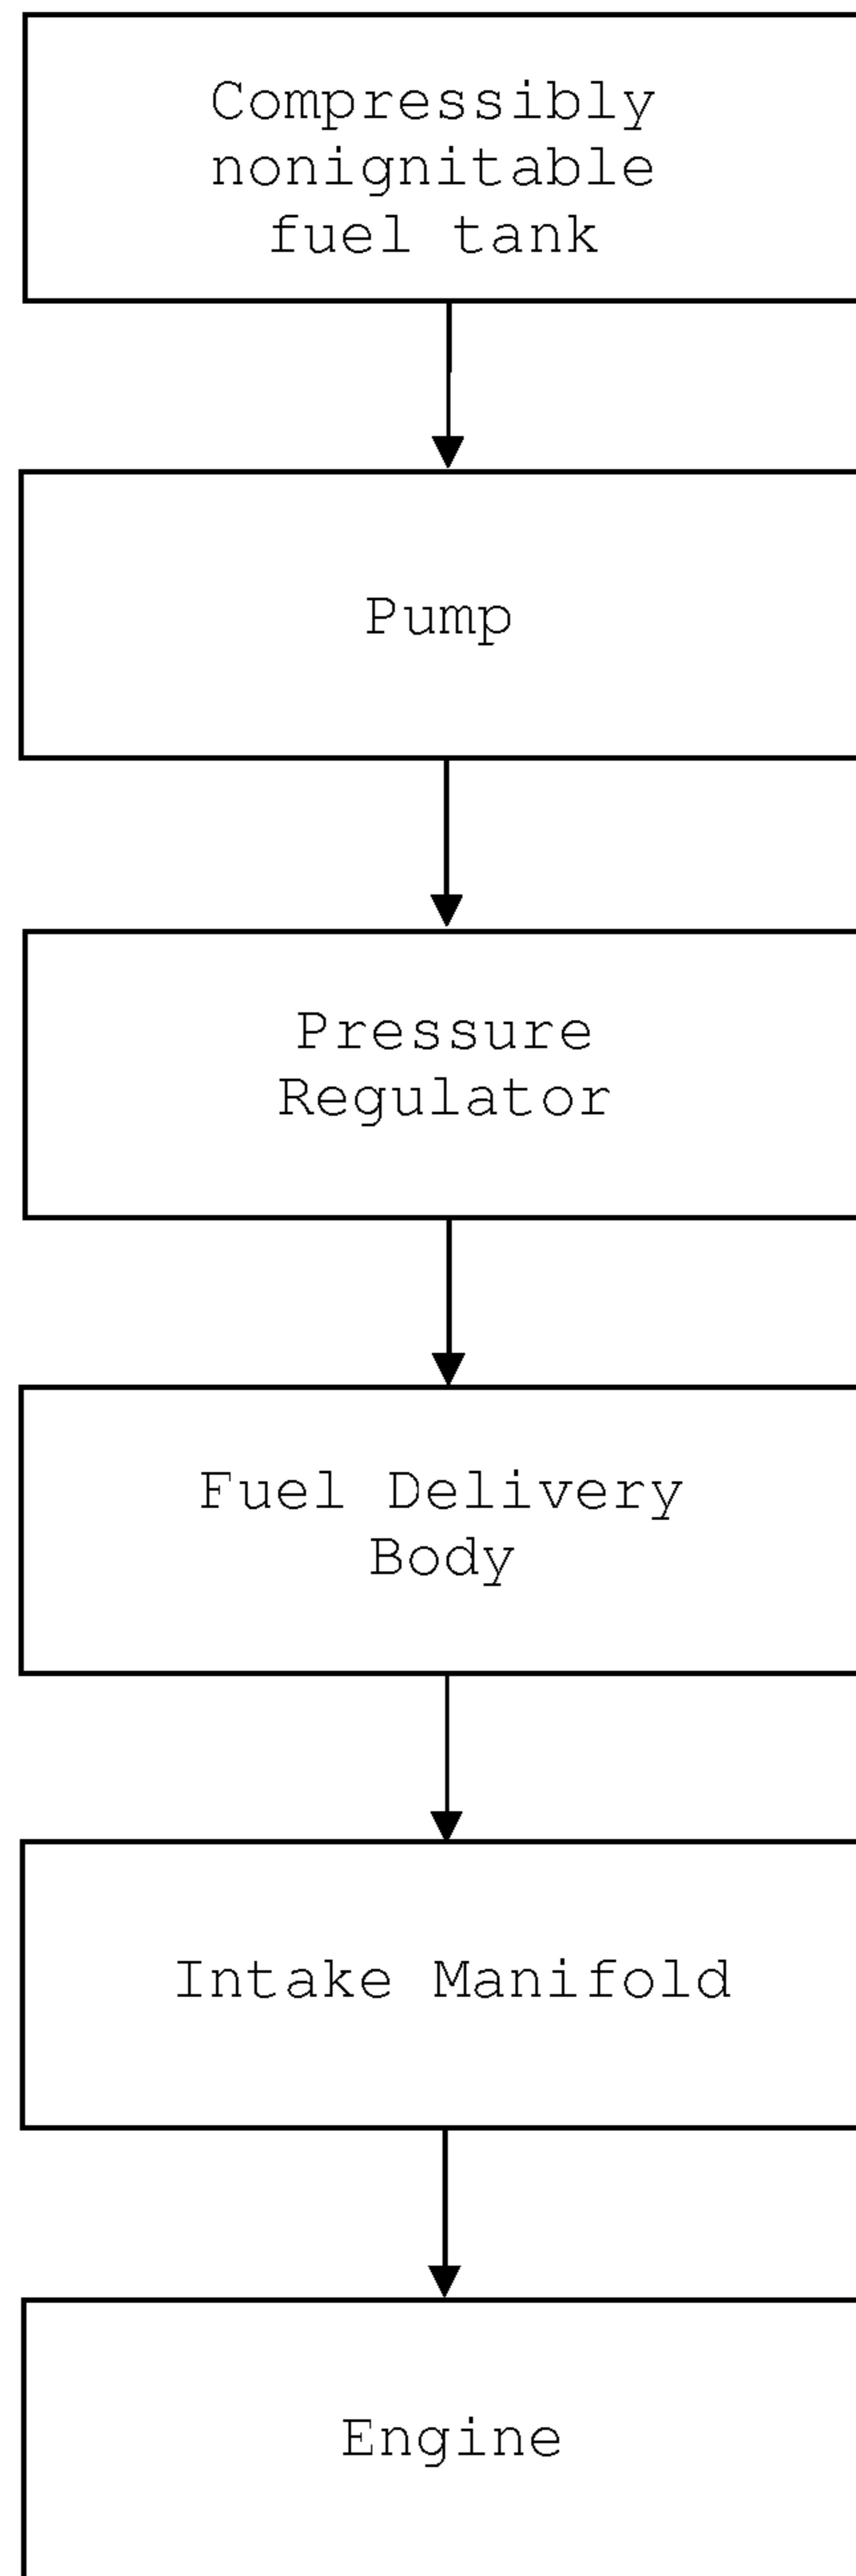 Compressibly
nonignitable
fuel tank
Pump
Pressure
Regulator
Fuel Delivery
Body
Intake Manifold
Engine